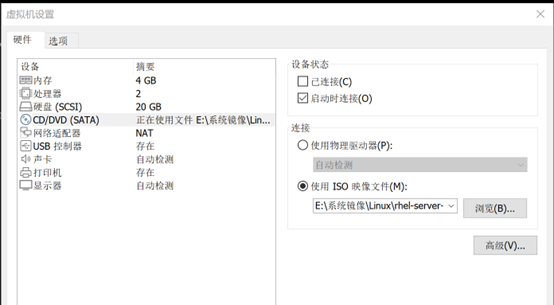 虚拟机设置
硬件 选项
设备 摘要
内存 4 GB
处理器 2
硬盘 (SCSI) 20 GB
CD/DVD (SATA) 正在使用文件 E:\系统镜像\Lin...
网络适配器 NAT
USB 控制器 存在
声卡 自动检测
打印机 存在
显示器 自动检测
设备状态
已连接(C)
启动时连接(O)
连接
使用物理驱动器(P):
自动检测
使用 ISO 映像文件(M):
E:\系统镜像\Linux\rhel-server- 浏览(B)...
高级(V)...